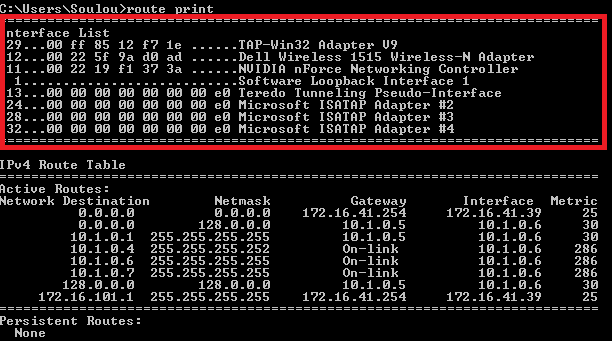 C:\Users\Soulou>route print
===========================================================================
nterface List
29...00 ff 85 12 f7 1e ......TAP-Win32 Adapter V9
12...00 22 5f 9a d0 ad ......Dell Wireless 1515 Wireless-N Adapter
11...00 22 19 f1 37 3a ......NVIDIA nForce Networking Controller
1...........................Software Loopback Interface 1
13...00 00 00 00 00 00 00 e0 Teredo Tunneling Pseudo-Interface
24...00 00 00 00 00 00 00 e0 Microsoft ISATAP Adapter #2
28...00 00 00 00 00 00 00 e0 Microsoft ISATAP Adapter #3
32...00 00 00 00 00 00 00 e0 Microsoft ISATAP Adapter #4
===========================================================================
IPv4 Route Table
===========================================================================
Active Routes:
Network Destination Netmask Gateway Interface Metric
0.0.0.0 0.0.0.0 172.16.41.254 172.16.41.39 25
0.0.0.0 128.0.0.0 10.1.0.5 10.1.0.6 30
10.1.0.1 255.255.255.255 10.1.0.5 10.1.0.6 30
10.1.0.4 255.255.255.252 On-link 10.1.0.6 286
10.1.0.6 255.255.255.255 On-link 10.1.0.6 286
10.1.0.7 255.255.255.255 On-link 10.1.0.6 286
128.0.0.0 128.0.0.0 10.1.0.5 10.1.0.6 30
172.16.101.1 255.255.255.255 172.16.41.254 172.16.41.39 25
===========================================================================
Persistent Routes:
None